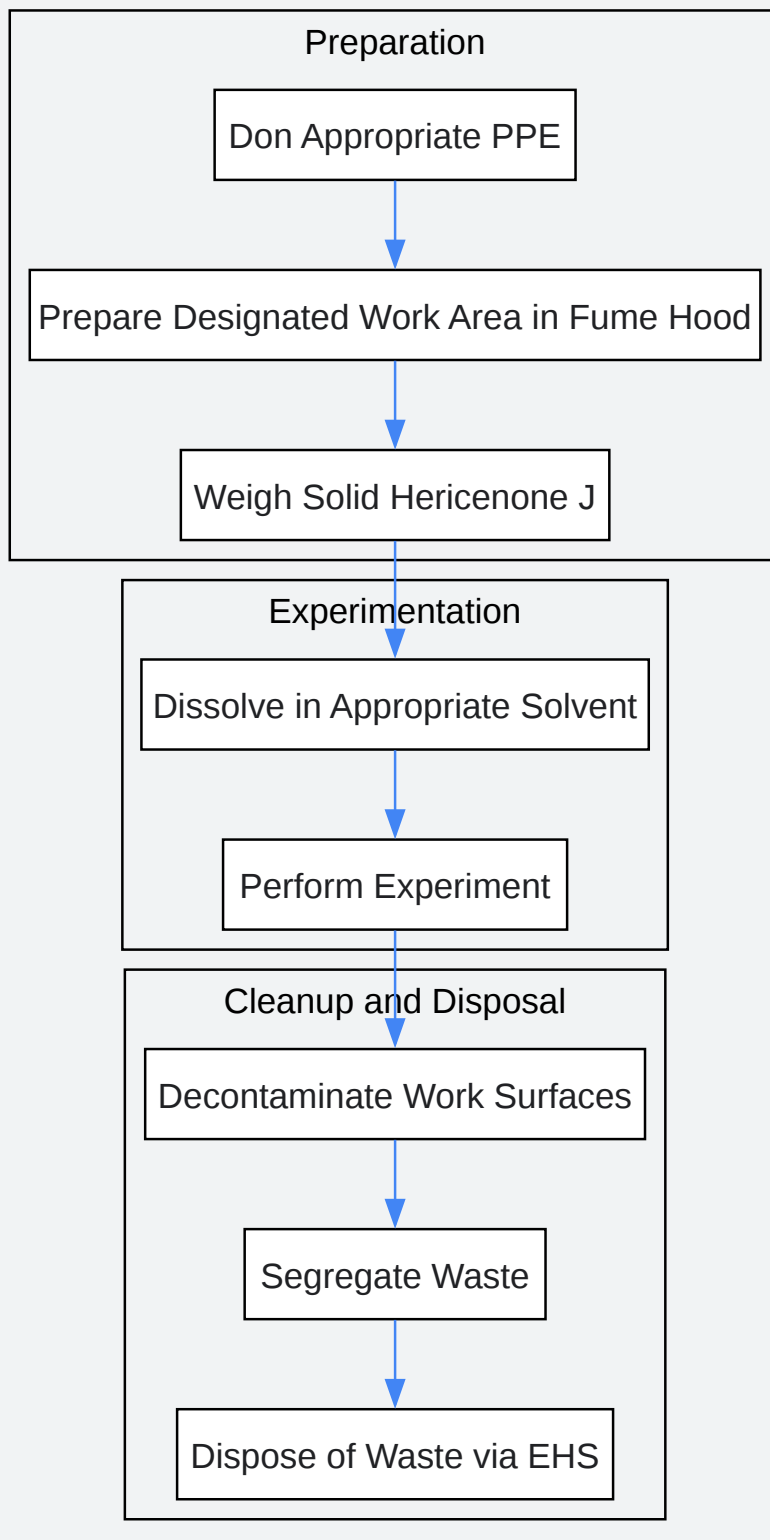 Preparation
Don Appropriate PPE
Prepare Designated Work Area in Fume Hood
Weigh Solid Hericenone J
Experimentation
Dissolve in Appropriate Solvent
Perform Experiment
Cleanup and Disposal
Decontaminate Work Surfaces
Segregate Waste
Dispose of Waste via EHS